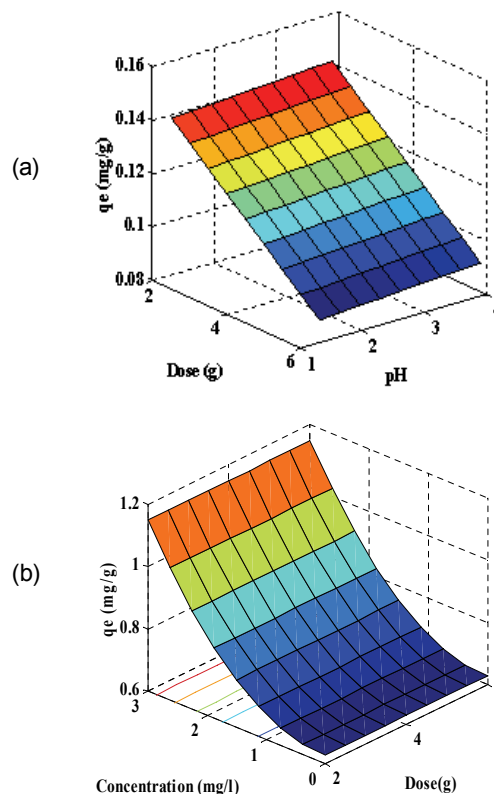 (a)
qe (mg/g)
0.16
0.14
0.12
0.1
0.08
2
4
6
Dose (g)
1
2
3
pH
(b)
qe (mg/g)
1.2
1
0.8
0.6
3
2
1
0
Concentration (mg/l)
2
4
Dose(g)